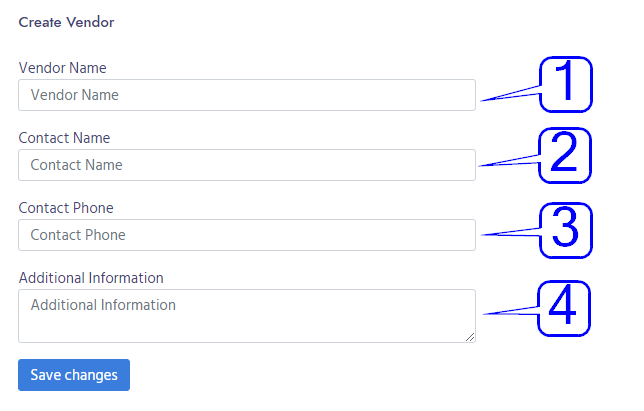 Create Vendor
Vendor Name
Vendor Name
1
Contact Name
Contact Name
2
Contact Phone
Contact Phone
3
Additional Information
Additional Information
4
Save changes